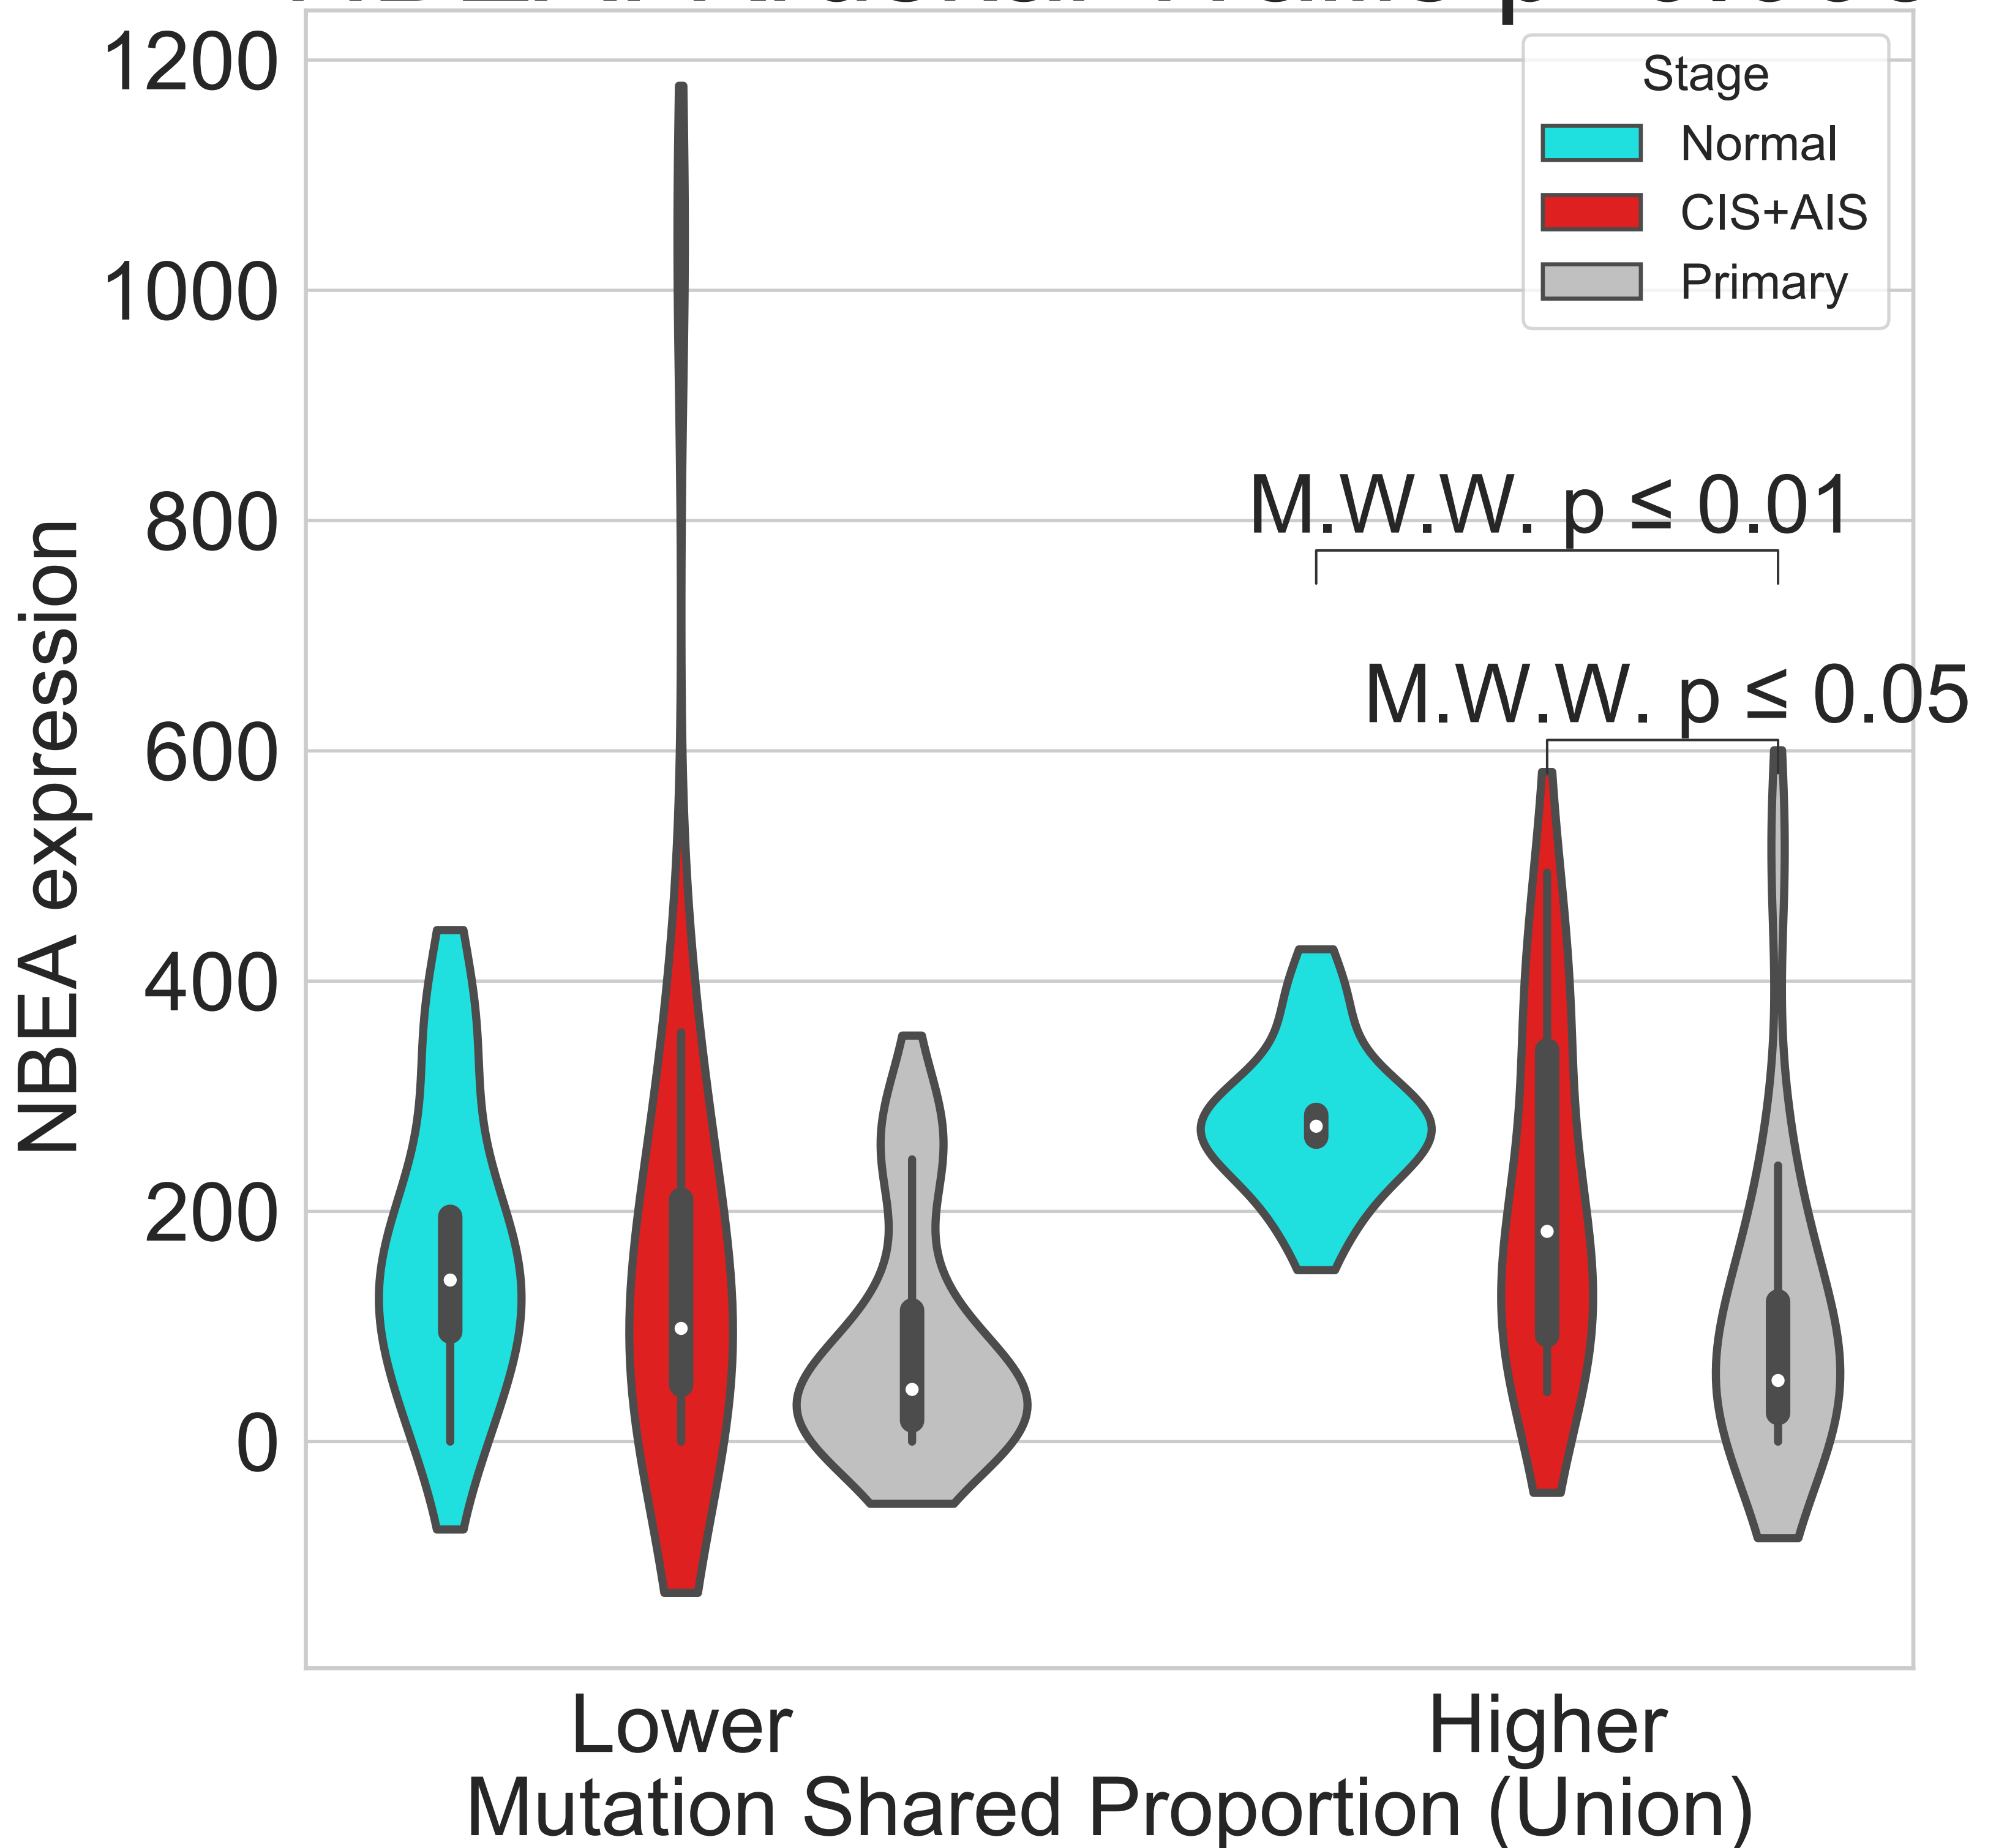 1200
1000
800
600
400
200
0
NBEA expression
Stage
Normal
CIS+AIS
Primary
M.W.W. p ≤ 0.01
M.W.W. p ≤ 0.05
Lower
Higher
Mutation Shared Proportion (Union)